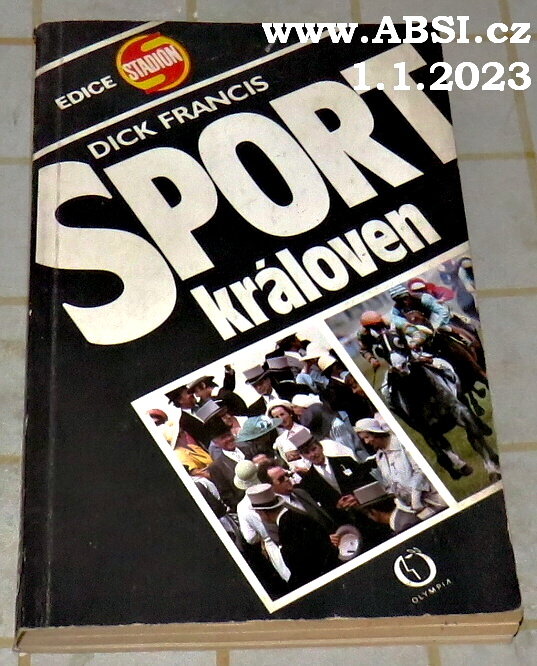 www.ABSI.cz
1.1.2023
EDICE STADION
DICK FRANCIS
SPORT
královen
OLYMPIA